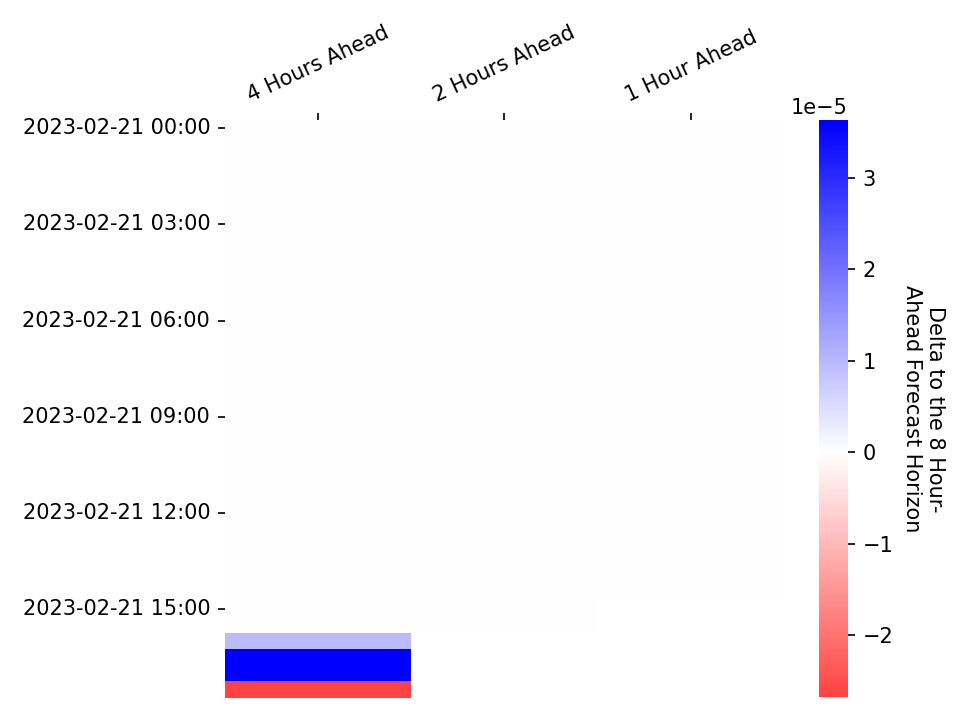 4 Hours Ahead
2 Hours Ahead
1 Hour Ahead
1e−5
2023-02-21 00:00
2023-02-21 03:00
2023-02-21 06:00
2023-02-21 09:00
2023-02-21 12:00
2023-02-21 15:00
3
2
1
0
−1
−2
Delta to the 8 Hour-
Ahead Forecast Horizon